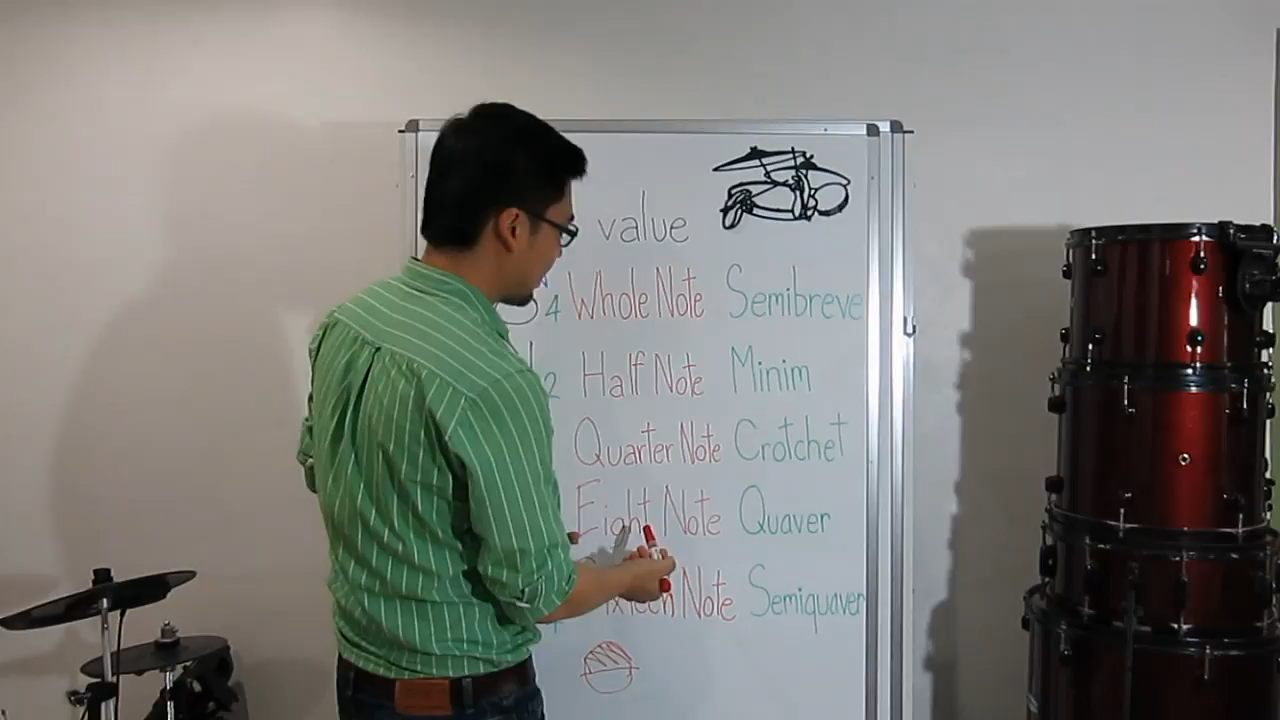 value
4 Whole Note Semibreve
2 Half Note Minim
Quarter Note Crotchet
Eight Note Quaver
Note Semiquaver